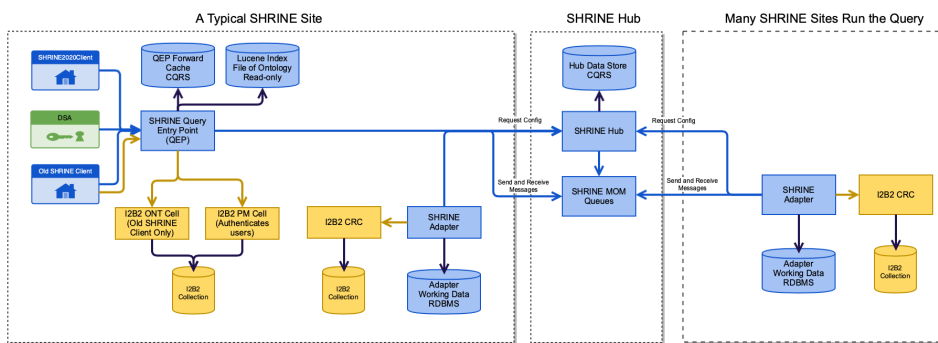 A Typical SHRINE Site
SHRINE Hub
Many SHRINE Sites Run the Query
SHRINE2020Client
DSA
Old SHRINE Client
QEP Forward
Cache
CQRS
Lucene Index
File of Ontology
Read-only
SHRINE Query
Entry Point
(QEP)
I2B2 ONT Cell
(Old SHRINE
Client Only)
I2B2 PM Cell
(Authenticates
users)
I2B2
Collection
I2B2 CRC
I2B2
Collection
SHRINE
Adapter
Adapter
Working Data
RDBMS
Request Config
Send and Receive
Messages
Hub Data Store
CQRS
SHRINE Hub
SHRINE MOM
Queues
Request Config
Send and Receive
Messages
SHRINE
Adapter
I2B2 CRC
Adapter
Working Data
RDBMS
I2B2
Collection